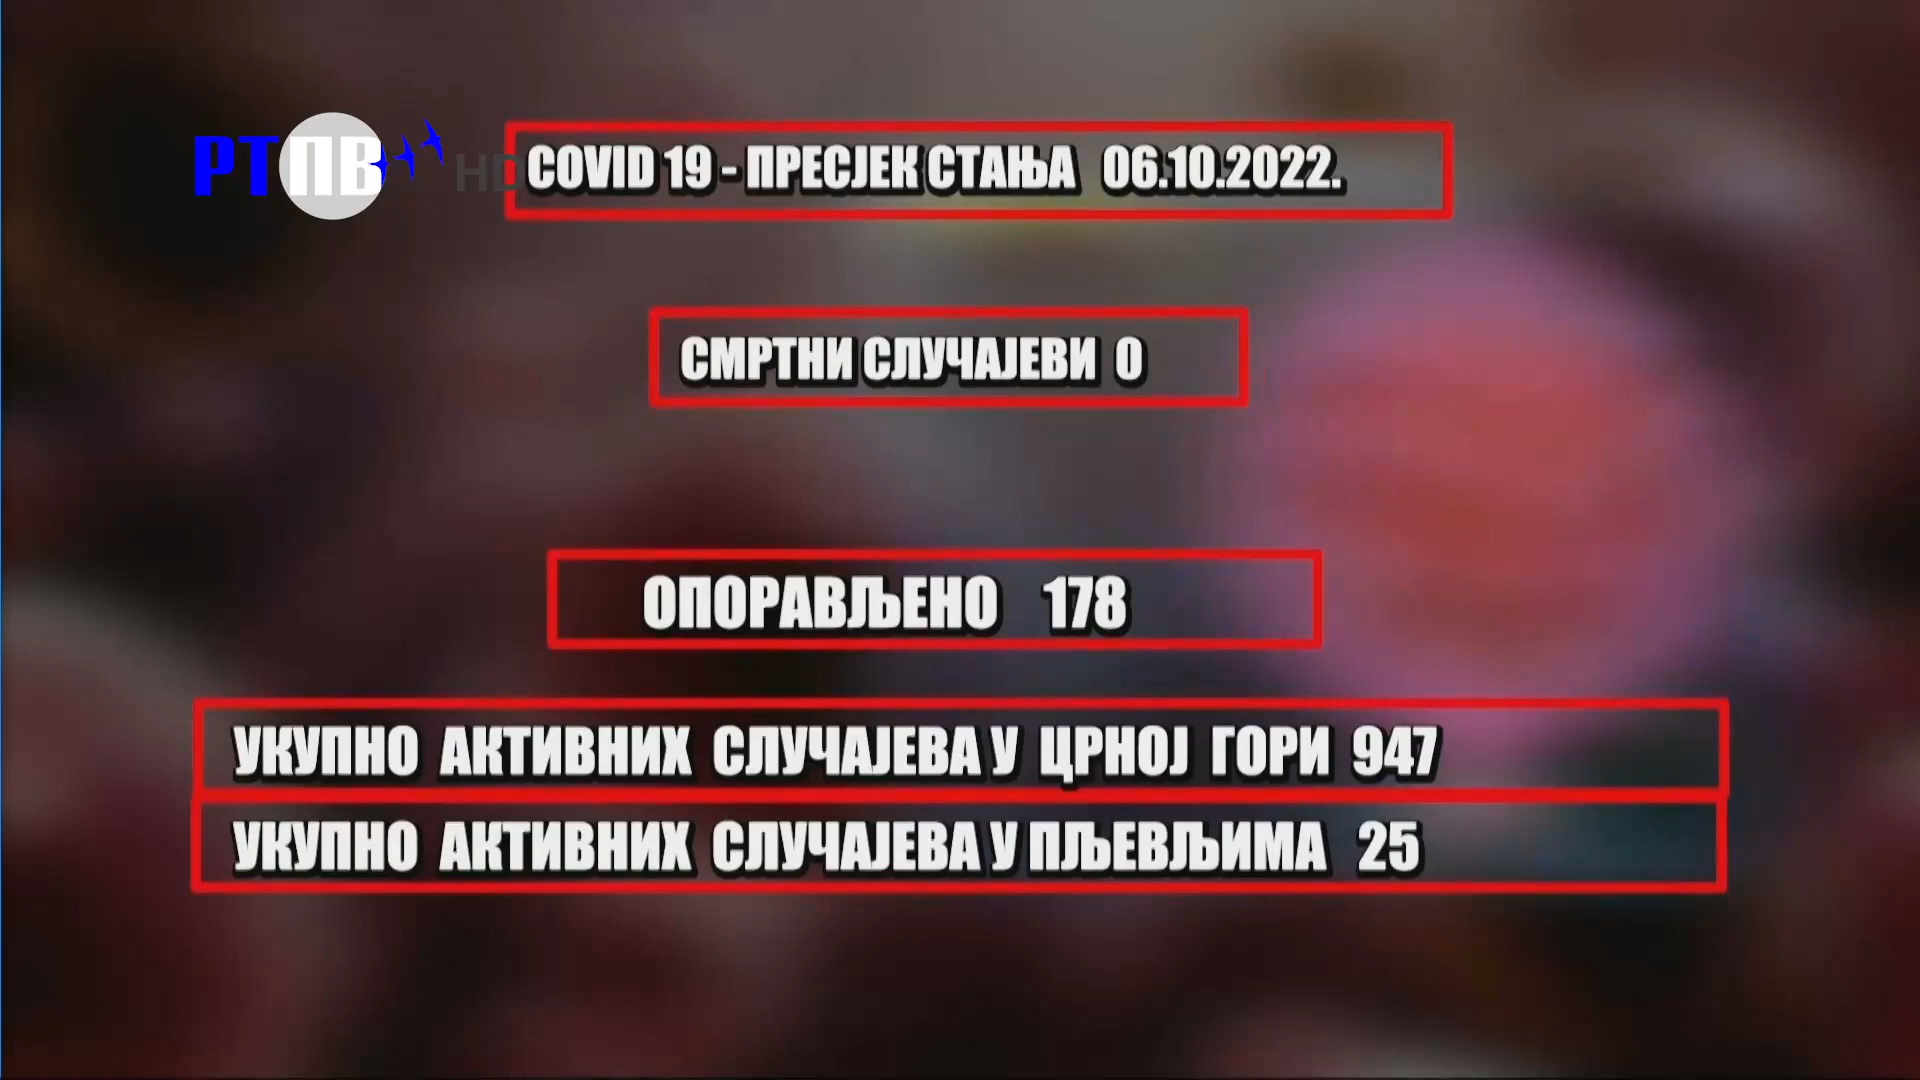 РТПВ HD
COVID 19 - ПРЕСЈЕК СТАЊА 06.10.2022.
СМРТНИ СЛУЧАЈЕВИ 0
ОПОРАВЉЕНО 178
УКУПНО АКТИВНИХ СЛУЧАЈЕВА У ЦРНОЈ ГОРИ 947
УКУПНО АКТИВНИХ СЛУЧАЈЕВА У ПЉЕВЉИМА 25